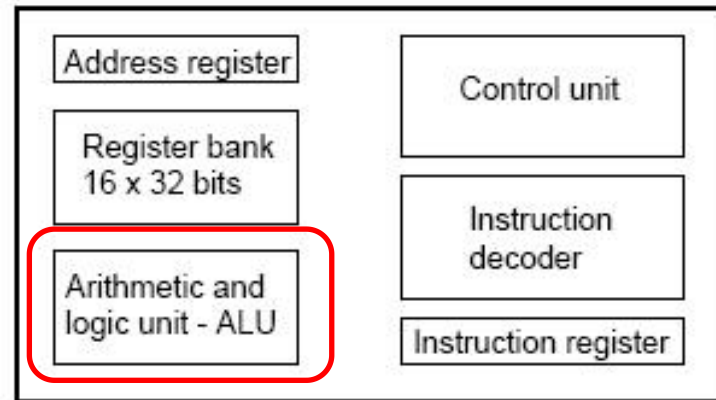 Address register
Register bank
16 x 32 bits
Arithmetic and
logic unit - ALU
Control unit
Instruction
decoder
Instruction register